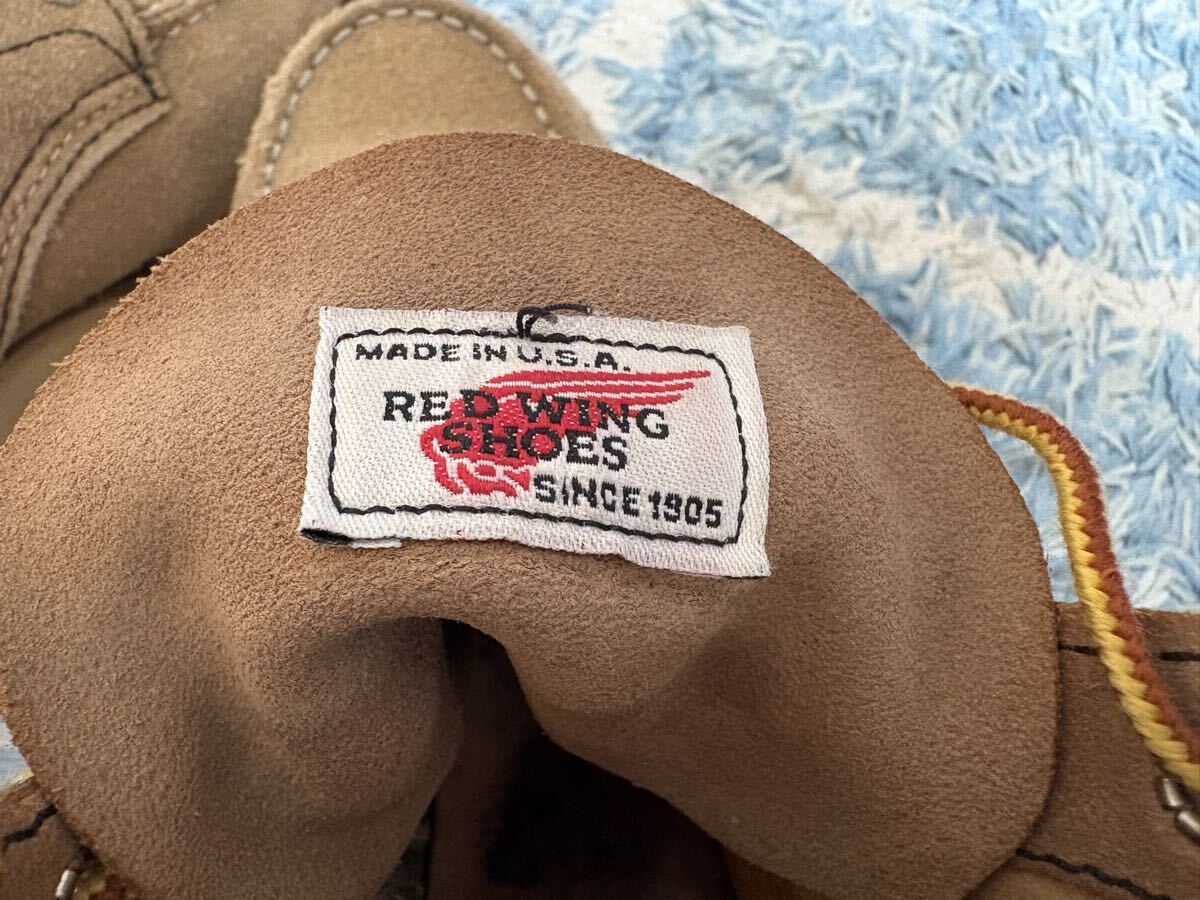 MADE IN U.S.A.
RED WING
SHOES
SINCE 1905